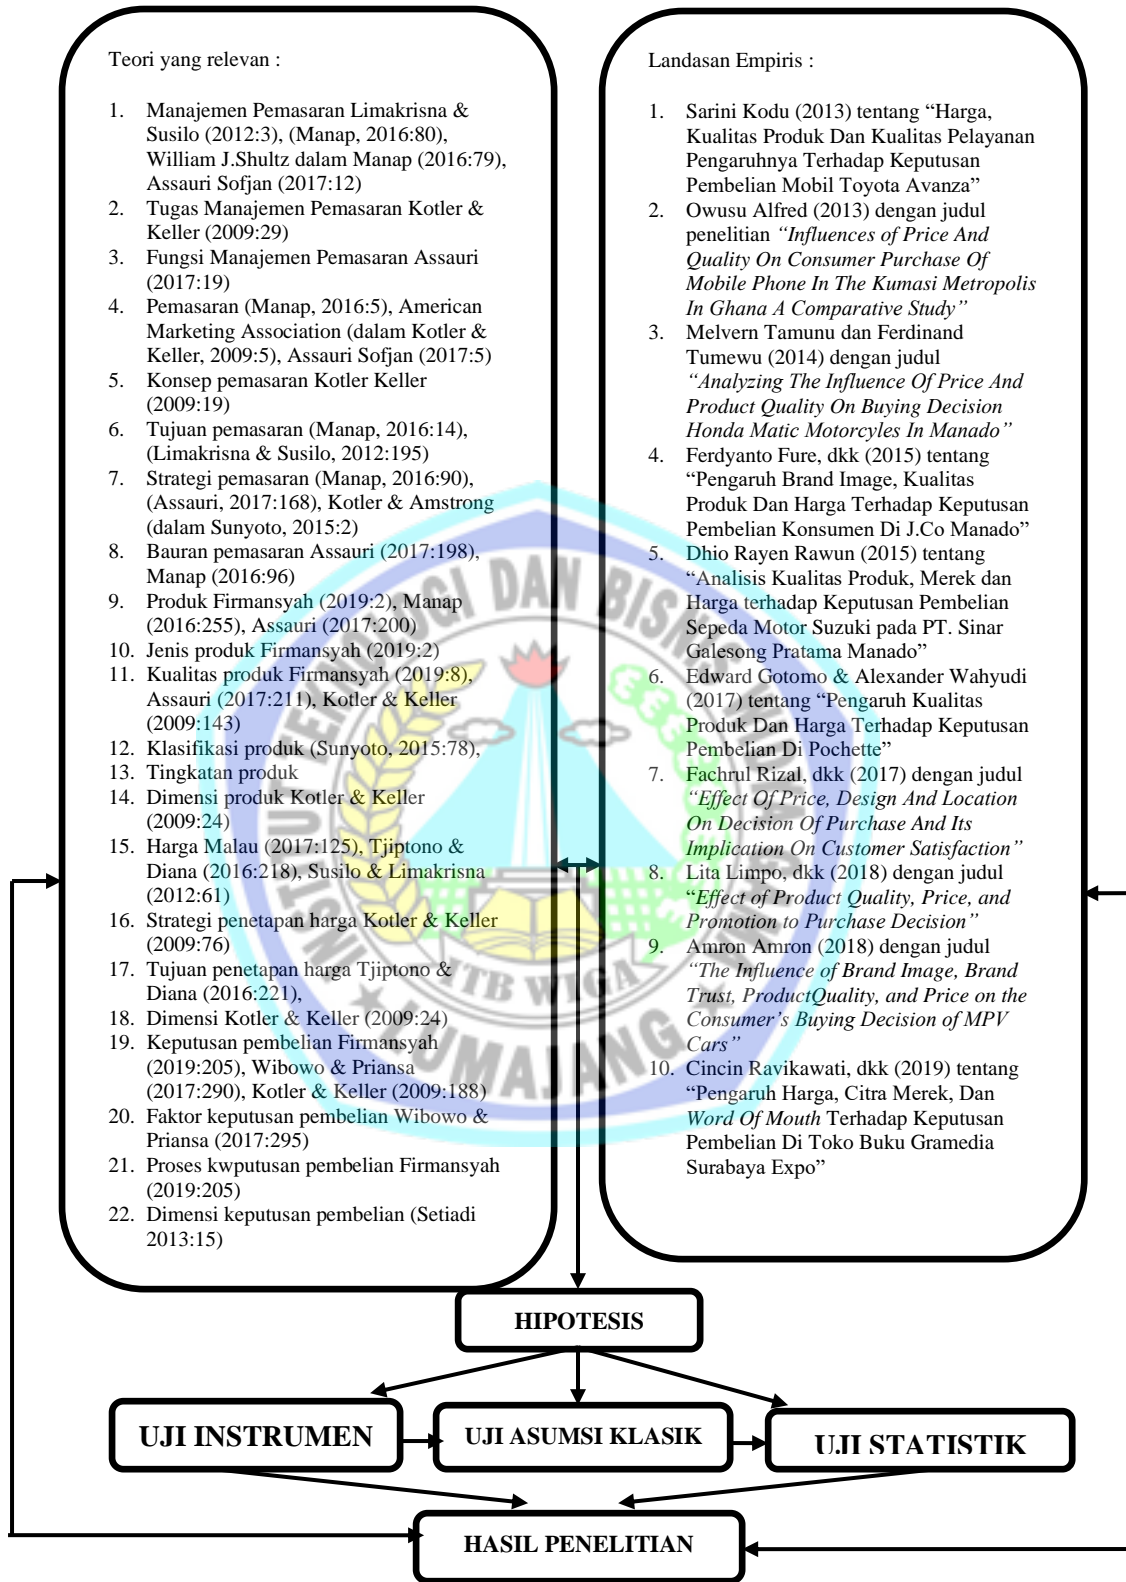 Teori yang relevan :
1. Manajemen Pemasaran Limakrisna &
Susilo (2012:3), (Manap, 2016:80),
William J.Shultz dalam Manap (2016:79),
Assauri Sofjan (2017:12)
2. Tugas Manajemen Pemasaran Kotler &
Keller (2009:29)
3. Fungsi Manajemen Pemasaran Assauri
(2017:19)
4. Pemasaran (Manap, 2016:5), American
Marketing Association (dalam Kotler &
Keller, 2009:5), Assauri Sofjan (2017:5)
5. Konsep pemasaran Kotler Keller
(2009:19)
6. Tujuan pemasaran (Manap, 2016:14),
(Limakrisna & Susilo, 2012:195)
7. Strategi pemasaran (Manap, 2016:90),
(Assauri, 2017:168), Kotler & Amstrong
(dalam Sunyoto, 2015:2)
8. Bauran pemasaran Assauri (2017:198),
Manap (2016:96)
9. Produk Firmansyah (2019:2), Manap
(2016:255), Assauri (2017:200)
10. Jenis produk Firmansyah (2019:2)
11. Kualitas produk Firmansyah (2019:8),
Assauri (2017:211), Kotler & Keller
(2009:143)
12. Klasifikasi produk (Sunyoto, 2015:78),
13. Tingkatan produk
14. Dimensi produk Kotler & Keller
(2009:24)
15. Harga Malau (2017:125), Tjiptono &
Diana (2016:218), Susilo & Limakrisna
(2012:61)
16. Strategi penetapan harga Kotler & Keller
(2009:76)
17. Tujuan penetapan harga Tjiptono &
Diana (2016:221),
18. Dimensi Kotler & Keller (2009:24)
19. Keputusan pembelian Firmansyah
(2019:205), Wibowo & Priansa
(2017:290), Kotler & Keller (2009:188)
20. Faktor keputusan pembelian Wibowo &
Priansa (2017:295)
21. Proses kwputusan pembelian Firmansyah
(2019:205)
22. Dimensi keputusan pembelian (Setiadi
2013:15)
Landasan Empiris :
1. Sarini Kodu (2013) tentang “Harga,
Kualitas Produk Dan Kualitas Pelayanan
Pengaruhnya Terhadap Keputusan
Pembelian Mobil Toyota Avanza”
2. Owusu Alfred (2013) dengan judul
penelitian “Influences of Price And
Quality On Consumer Purchase Of
Mobile Phone In The Kumasi Metropolis
In Ghana A Comparative Study”
3. Melvern Tamunu dan Ferdinand
Tumewu (2014) dengan judul
“Analyzing The Influence Of Price And
Product Quality On Buying Decision
Honda Matic Motorcyles In Manado”
4. Ferdyanto Fure, dkk (2015) tentang
“Pengaruh Brand Image, Kualitas
Produk Dan Harga Terhadap Keputusan
Pembelian Konsumen Di J.Co Manado”
5. Dhio Rayen Rawun (2015) tentang
“Analisis Kualitas Produk, Merek dan
Harga terhadap Keputusan Pembelian
Sepeda Motor Suzuki pada PT. Sinar
Galesong Pratama Manado”
6. Edward Gotomo & Alexander Wahyudi
(2017) tentang “Pengaruh Kualitas
Produk Dan Harga Terhadap Keputusan
Pembelian Di Pochette”
7. Fachrul Rizal, dkk (2017) dengan judul
“Effect Of Price, Design And Location
On Decision Of Purchase And Its
Implication On Customer Satisfaction”
8. Lita Limpo, dkk (2018) dengan judul
“Effect of Product Quality, Price, and
Promotion to Purchase Decision”
9. Amron Amron (2018) dengan judul
“The Influence of Brand Image, Brand
Trust, ProductQuality, and Price on the
Consumer’s Buying Decision of MPV
Cars”
10. Cincin Ravikawati, dkk (2019) tentang
“Pengaruh Harga, Citra Merek, Dan
Word Of Mouth Terhadap Keputusan
Pembelian Di Toko Buku Gramedia
Surabaya Expo”
INSTITUT TEKNOLOGI DAN BISNIS WIDYA GAMA
ITB WIGA
LUMAJANG
HIPOTESIS
UJI INSTRUMEN
UJI ASUMSI KLASIK
UJI STATISTIK
HASIL PENELITIAN